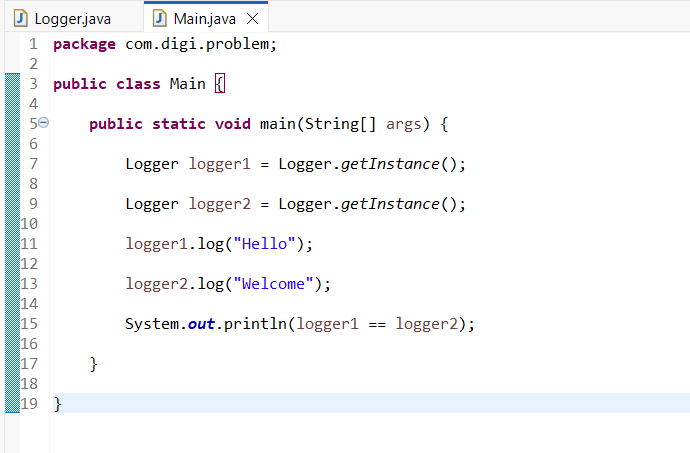 Logger.java Main.java
1 package com.digi.problem;
2
3 public class Main {
4
5 public static void main(String[] args) {
6
7 Logger logger1 = Logger.getInstance();
8
9 Logger logger2 = Logger.getInstance();
10
11 logger1.log("Hello");
12
13 logger2.log("Welcome");
14
15 System.out.println(logger1 == logger2);
16
17 }
18
19 }